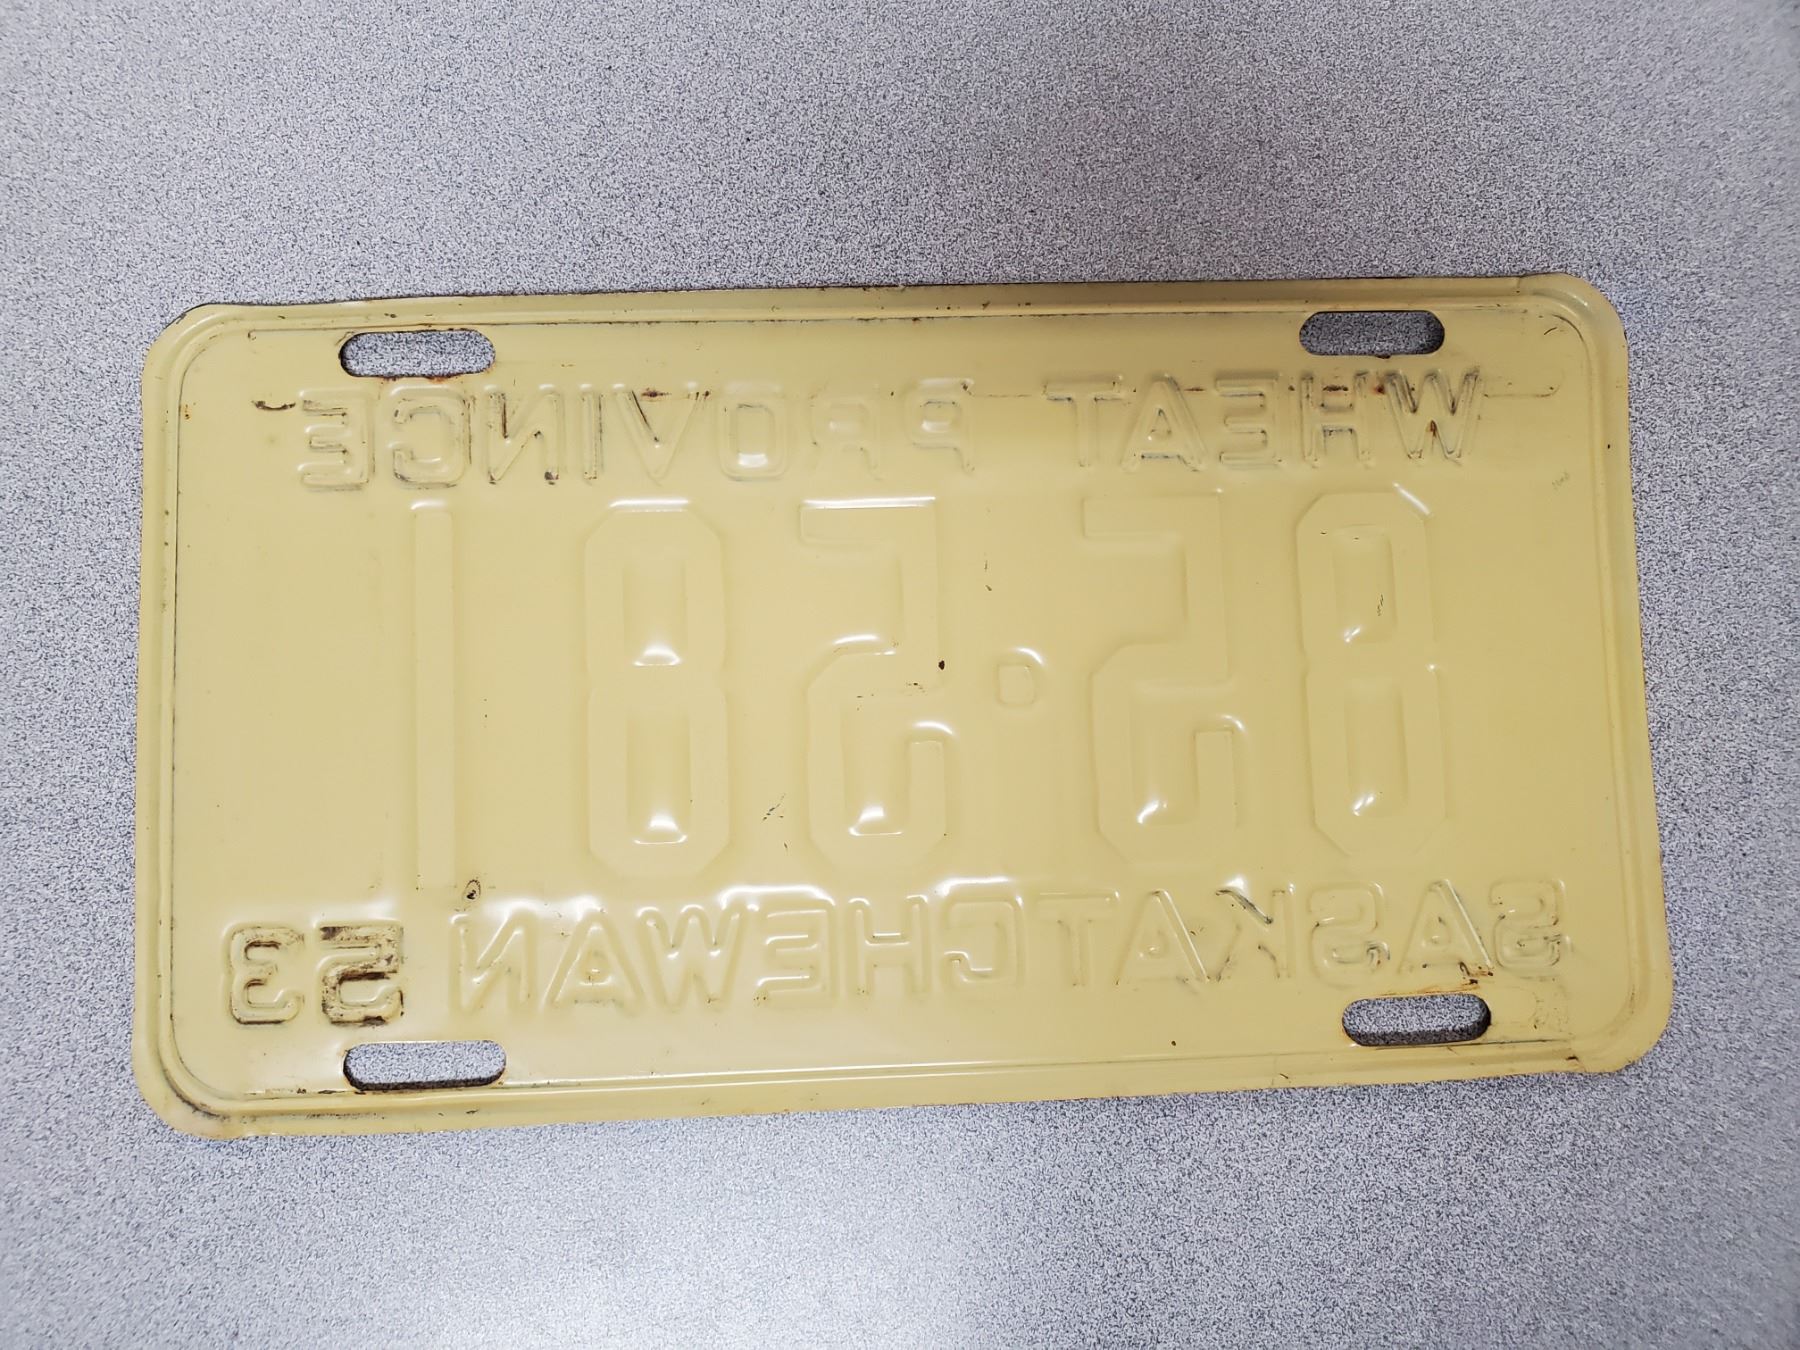 WHEAT PROVINCE
85·581
SASKATCHEWAN 53